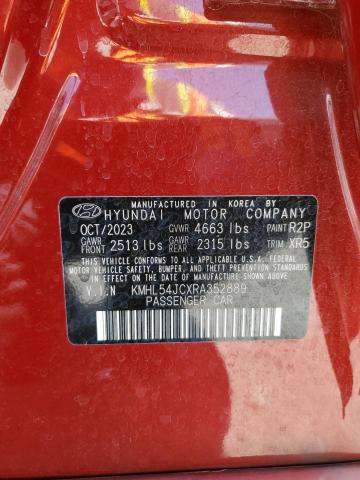 MANUFACTURED IN KOREA BY
HYUNDAI MOTOR COMPANY
OCT/2023 GVWR 4663 lbs PAINT R2P
GAWR FRONT 2513 lbs GAWR REAR 2315 lbs TRIM XR5
THIS VEHICLE CONFORMS TO ALL APPLICABLE U.S.A. FEDERAL
MOTOR VEHICLE SAFETY, BUMPER, AND THEFT PREVENTION
STANDARDS IN EFFECT ON THE DATE OF MANUFACTURE SHOWN
ABOVE.
V.I.N KMHL54JCXRA352889
PASSENGER CAR